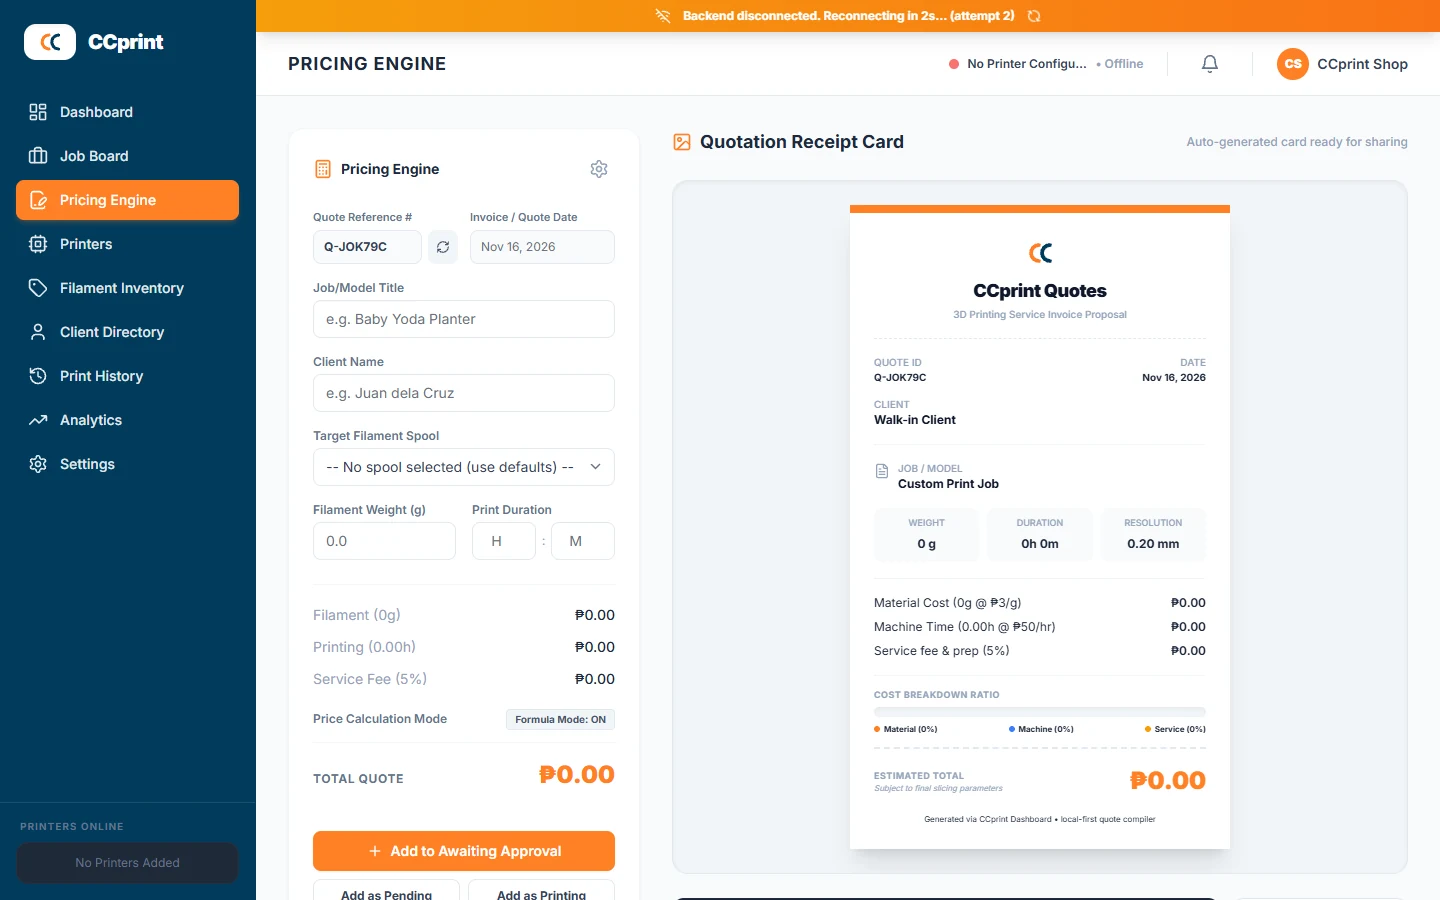 Backend disconnected. Reconnecting in 2s... (attempt 2)
CCprint
PRICING ENGINE
No Printer Configu... • Offline
CS
CCprint Shop
Dashboard
Job Board
Pricing Engine
Printers
Filament Inventory
Client Directory
Print History
Analytics
Settings
PRINTERS ONLINE
No Printers Added
Pricing Engine
Quote Reference #
Invoice / Quote Date
Q-JOK79C
Nov 16, 2026
Job/Model Title
e.g. Baby Yoda Planter
Client Name
e.g. Juan dela Cruz
Target Filament Spool
-- No spool selected (use defaults) --
Filament Weight (g)
Print Duration
0.0
H : M
Filament (0g) ₱0.00
Printing (0.00h) ₱0.00
Service Fee (5%) ₱0.00
Price Calculation Mode
Formula Mode: ON
TOTAL QUOTE ₱0.00
+ Add to Awaiting Approval
Add as Pending
Add as Printing
Quotation Receipt Card
Auto-generated card ready for sharing
CCprint Quotes
3D Printing Service Invoice Proposal
QUOTE ID
DATE
Q-JOK79C
Nov 16, 2026
CLIENT
Walk-in Client
JOB / MODEL
Custom Print Job
WEIGHT
DURATION
RESOLUTION
0 g
0h 0m
0.20 mm
Material Cost (0g @ ₱3/g) ₱0.00
Machine Time (0.00h @ ₱50/hr) ₱0.00
Service fee & prep (5%) ₱0.00
COST BREAKDOWN RATIO
Material (0%)
Machine (0%)
Service (0%)
ESTIMATED TOTAL
Subject to final slicing parameters
₱0.00
Generated via CCprint Dashboard • local-first quote compiler